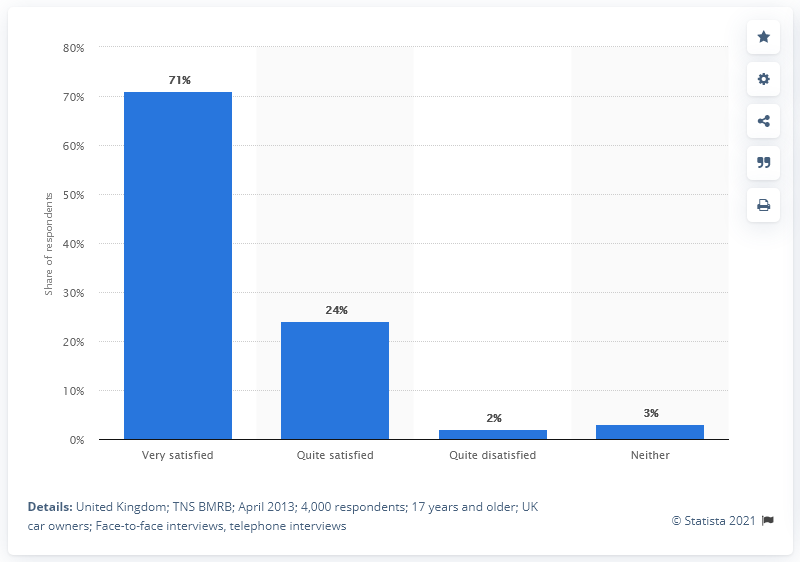 80%
71%
70%
60%
50%
40%
30%
24%
20%
10%
2%
3%
0%
Share of respondents
Very satisfied
Quite satisfied
Quite disatisfied
Neither
Details: United Kingdom; TNS BMRB; April 2013; 4,000 respondents; 17 years and older; UK
car owners; Face-to-face interviews, telephone interviews
© Statista 2021